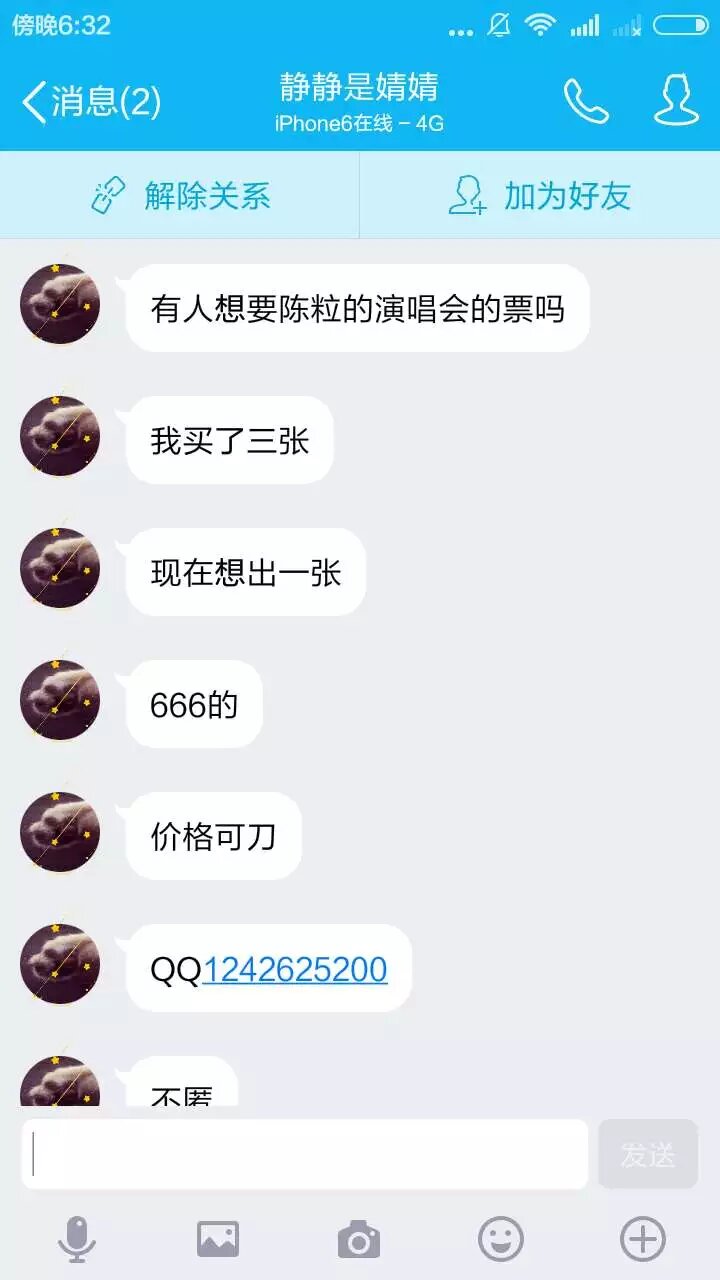 傍晚6:32
消息(2)
静静是婧婧
iPhone6在线 – 4G
解除关系
加为好友
有人想要陈粒的演唱会的票吗
我买了三张
现在想出一张
666的
价格可刀
QQ1242625200
不匿
发送